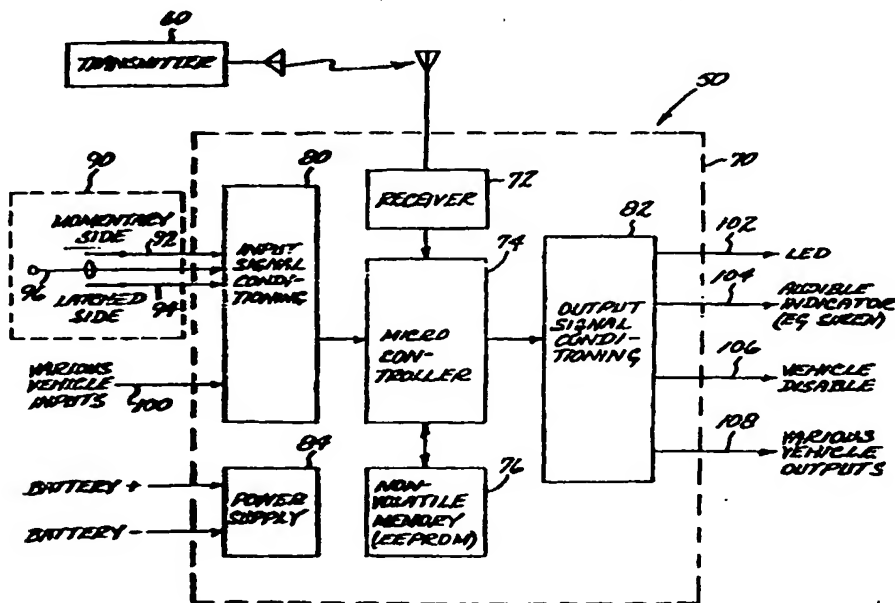 60
TRANSMITTER
50
90
80
70
72
RECEIVER
82
MOMENTARY
SIDE
92
96
94
LATCHED
SIDE
INPUT
SIGNAL
CONDI-
TIONING
74
MICRO
CON-
TROLLER
OUTPUT
SIGNAL
CONDI-
TIONING
102
LED
104
AUDIBLE
INDICATOR
(EG SIREN)
106
VEHICLE
DISABLE
108
VARIOUS
VEHICLE
OUTPUTS
VARIOUS
VEHICLE
INPUTS
100
84
BATTERY +
BATTERY -
POWER
SUPPLY
76
NON-
VOLATILE
MEMORY
(EEPROM)